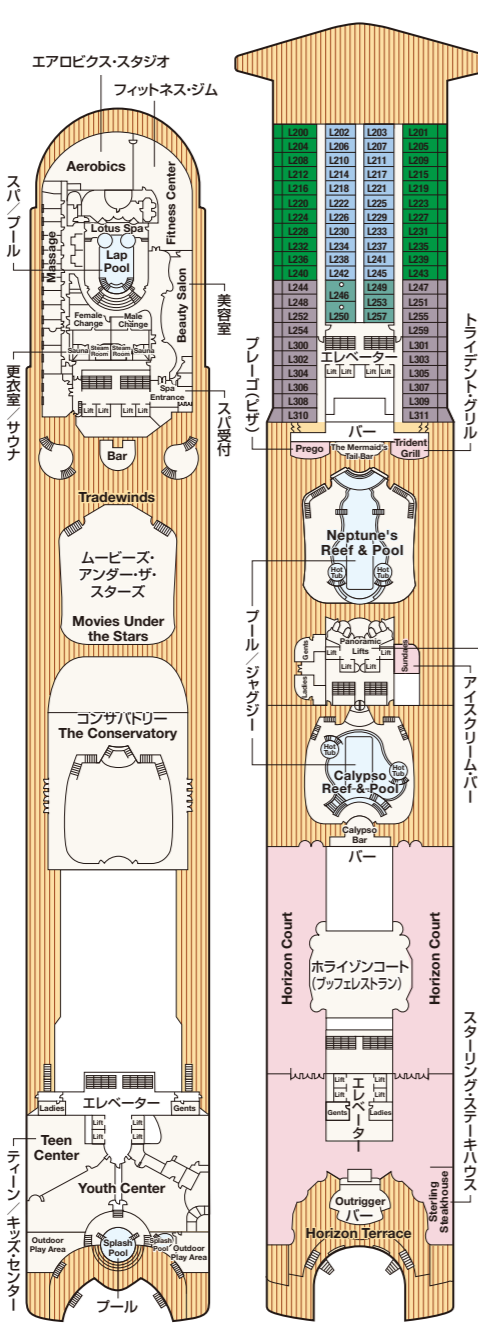 エアロビクス・スタジオ
フィットネス・ジム
Aerobics
Fitness Center
スパ／プール
Massage
Lotus Spa
Lap
Pool
Beauty Salon
美容室
Female
Change
Male
Change
Sauna
Steam
Room
Steam
Room
Sauna
更衣室／サウナ
Spa
Entrance
スパ受付
Lift
Lift
Lift
Lift
Bar
Tradewinds
ムービーズ・
アンダー・ザ・
スターズ
Movies Under
the Stars
コンサバトリー
The Conservatory
エレベーター
Ladies
Gents
Lift
Lift
Lift
Lift
Teen
Center
Youth Center
ティーン／キッズ・センター
Outdoor
Play Area
Splash
Pool
Splash
Pool
Outdoor
Play Area
プール
L200 L202 L203 L201
L204 L206 L207 L205
L208 L210 L211 L209
L212 L214 L217 L215
L216 L218 L221 L219
L220 L222 L225 L223
L224 L226 L229 L227
L228 L230 L233 L231
L232 L234 L237 L235
L236 L238 L241 L239
L240 L242 L245 L243
L244 L246 L249 L247
L248 L253 L251
L252 L250 L257 L255
L254 L259
L300 L301
L302 L303
L304 L305
L306 L307
L308 L309
L310 L311
エレベーター
Lift
Lift
Lift
Lift
プレーゴ（ピザ）
トライデント・グリル
バー
Prego
The Mermaid's
Tail Bar
Trident
Grill
Neptune's
Reef & Pool
Hot
Tub
Hot
Tub
プール／ジャグジー
Gents
Ladies
Panoramic
Lifts
Lift
Lift
Lift
Lift
Sundaes
アイスクリーム・バー
Hot
Tub
Calypso
Reef & Pool
Hot
Tub
Calypso
Bar
バー
Horizon Court
ホライゾンコート
（ブッフェレストラン）
Horizon Court
Lift
Lift
Lift
Lift
エレベーター
Gents
Ladies
スターリング・ステーキハウス
Sterling
Steakhouse
Outrigger
バー
Horizon Terrace